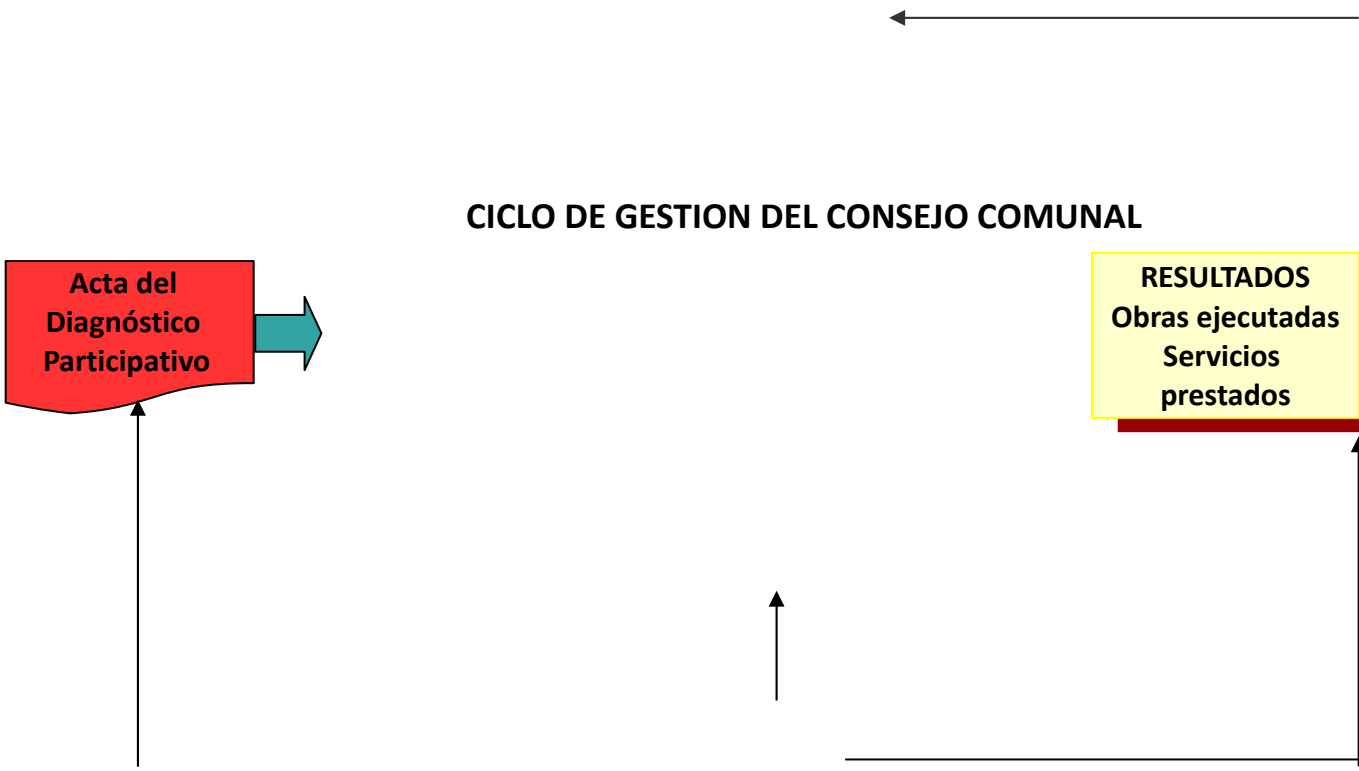 CICLO DE GESTION DEL CONSEJO COMUNAL
Acta del
Diagnóstico
Participativo
RESULTADOS
Obras ejecutadas
Servicios
prestados